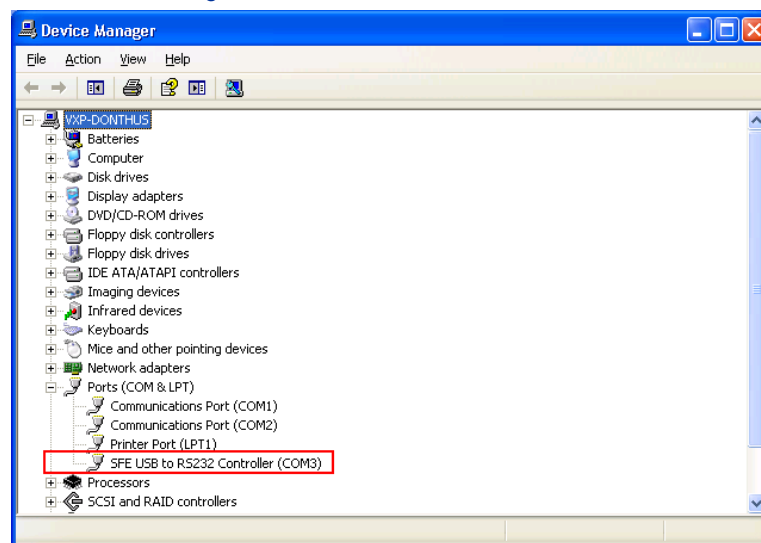 Device Manager
File Action View Help
VXP-DONTHUS
Batteries
Computer
Disk drives
Display adapters
DVD/CD-ROM drives
Floppy disk controllers
Floppy disk drives
IDE ATA/ATAPI controllers
Imaging devices
Infrared devices
Keyboards
Mice and other pointing devices
Network adapters
Ports (COM & LPT)
Communications Port (COM1)
Communications Port (COM2)
Printer Port (LPT1)
SFE USB to RS232 Controller (COM3)
Processors
SCSI and RAID controllers